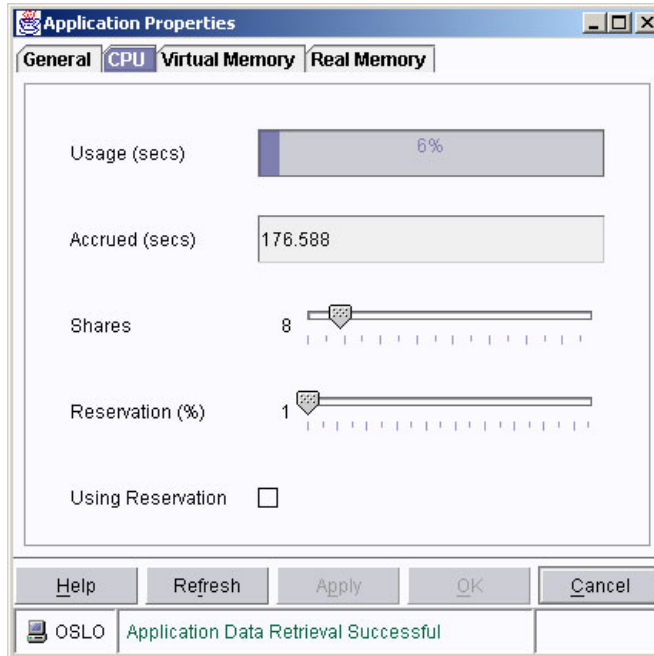 Application Properties
General CPU Virtual Memory Real Memory
Usage (secs) 6%
Accrued (secs) 176.588
Shares 8
Reservation (%) 1
Using Reservation
Help Refresh Apply OK Cancel
OSLO Application Data Retrieval Successful